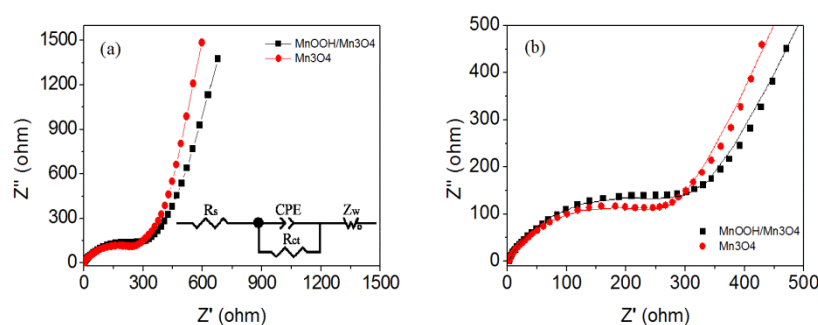 (a)
MnOOH/Mn3O4
Mn3O4
1500
1200
900
600
300
0
Z'' (ohm)
Rs
CPE
Rct
Zw
0 300 600 900 1200 1500
Z' (ohm)
(b)
500
400
300
200
100
0
Z'' (ohm)
MnOOH/Mn3O4
Mn3O4
0 100 200 300 400 500
Z' (ohm)